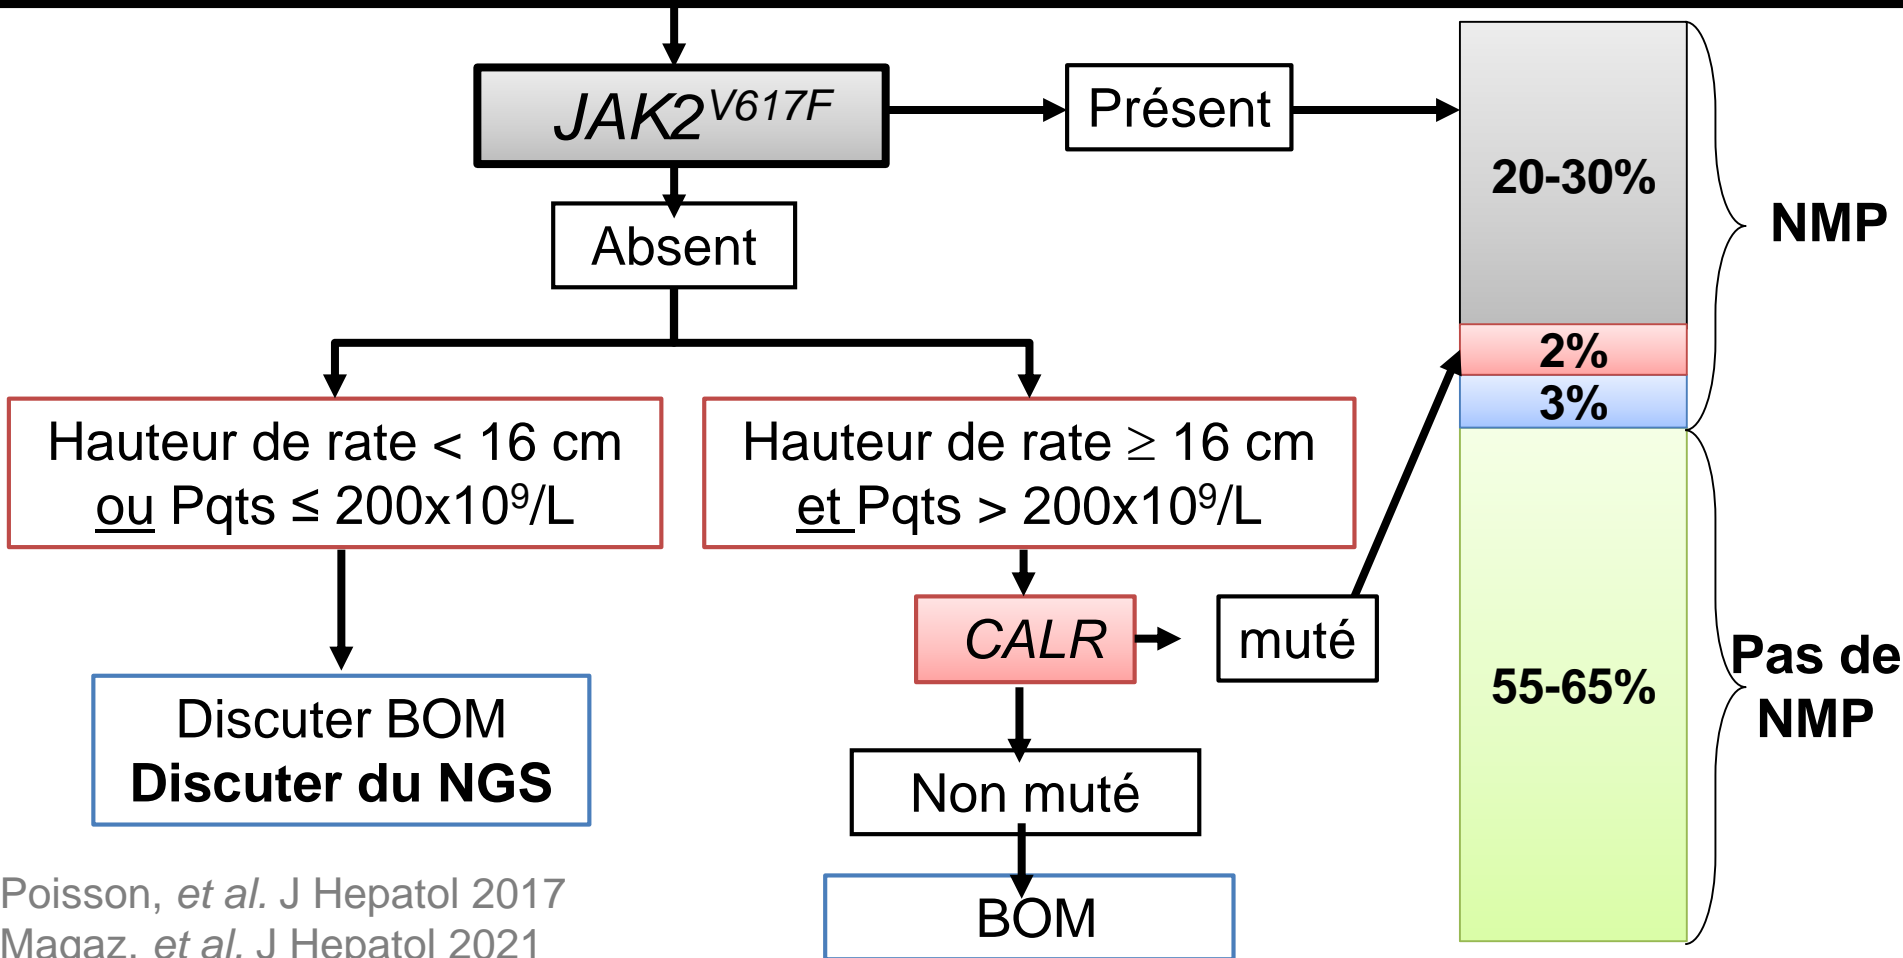 JAK2^V617F
Présent
Absent
Hauteur de rate < 16 cm
ou Pqts ≤ 200x10⁹/L
Hauteur de rate ≥ 16 cm
et Pqts > 200x10⁹/L
CALR
muté
Discuter BOM
Discuter du NGS
Non muté
BOM
20-30%
2%
3%
55-65%
NMP
Pas de
NMP
Poisson, et al. J Hepatol 2017
Magaz, et al. J Hepatol 2021